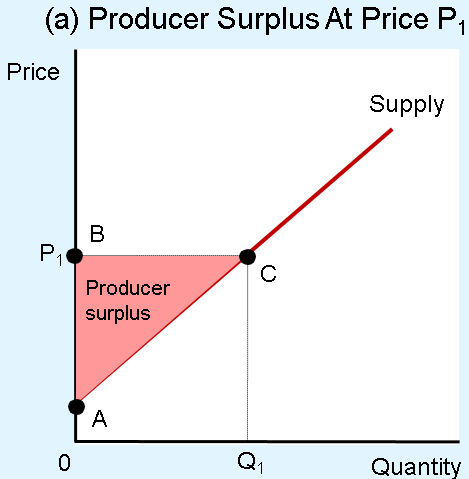 (a) Producer Surplus At Price P₁
Price
Supply
B
P₁
C
Producer
surplus
A
0
Q₁
Quantity